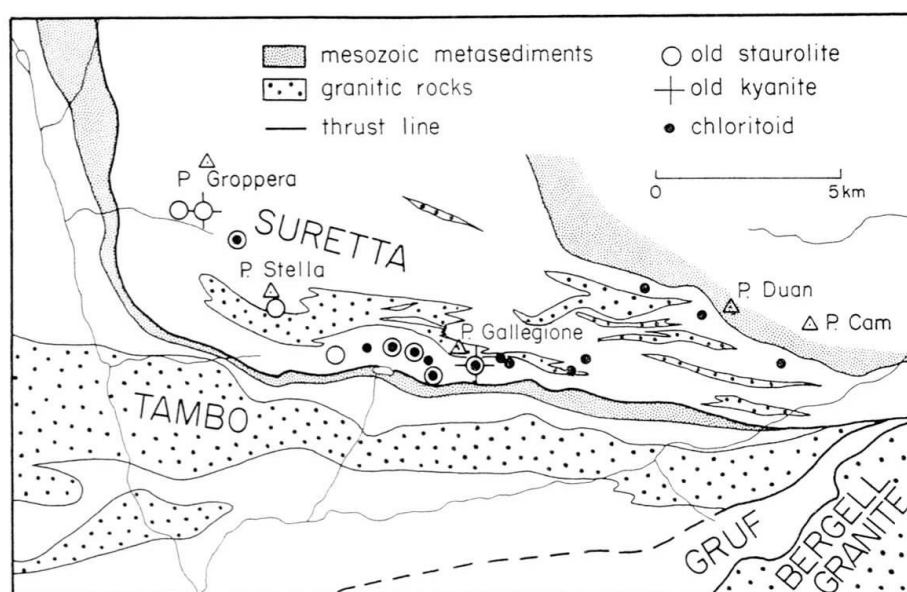 mesozoic metasediments
granitic rocks
thrust line
old staurolite
old kyanite
chloritoid
0 5 km
P. Groppera
SURETTA
P. Stella
P. Duan
P. Cam
P. Gallegione
TAMBO
GRUF
BERGELL
GRANITE